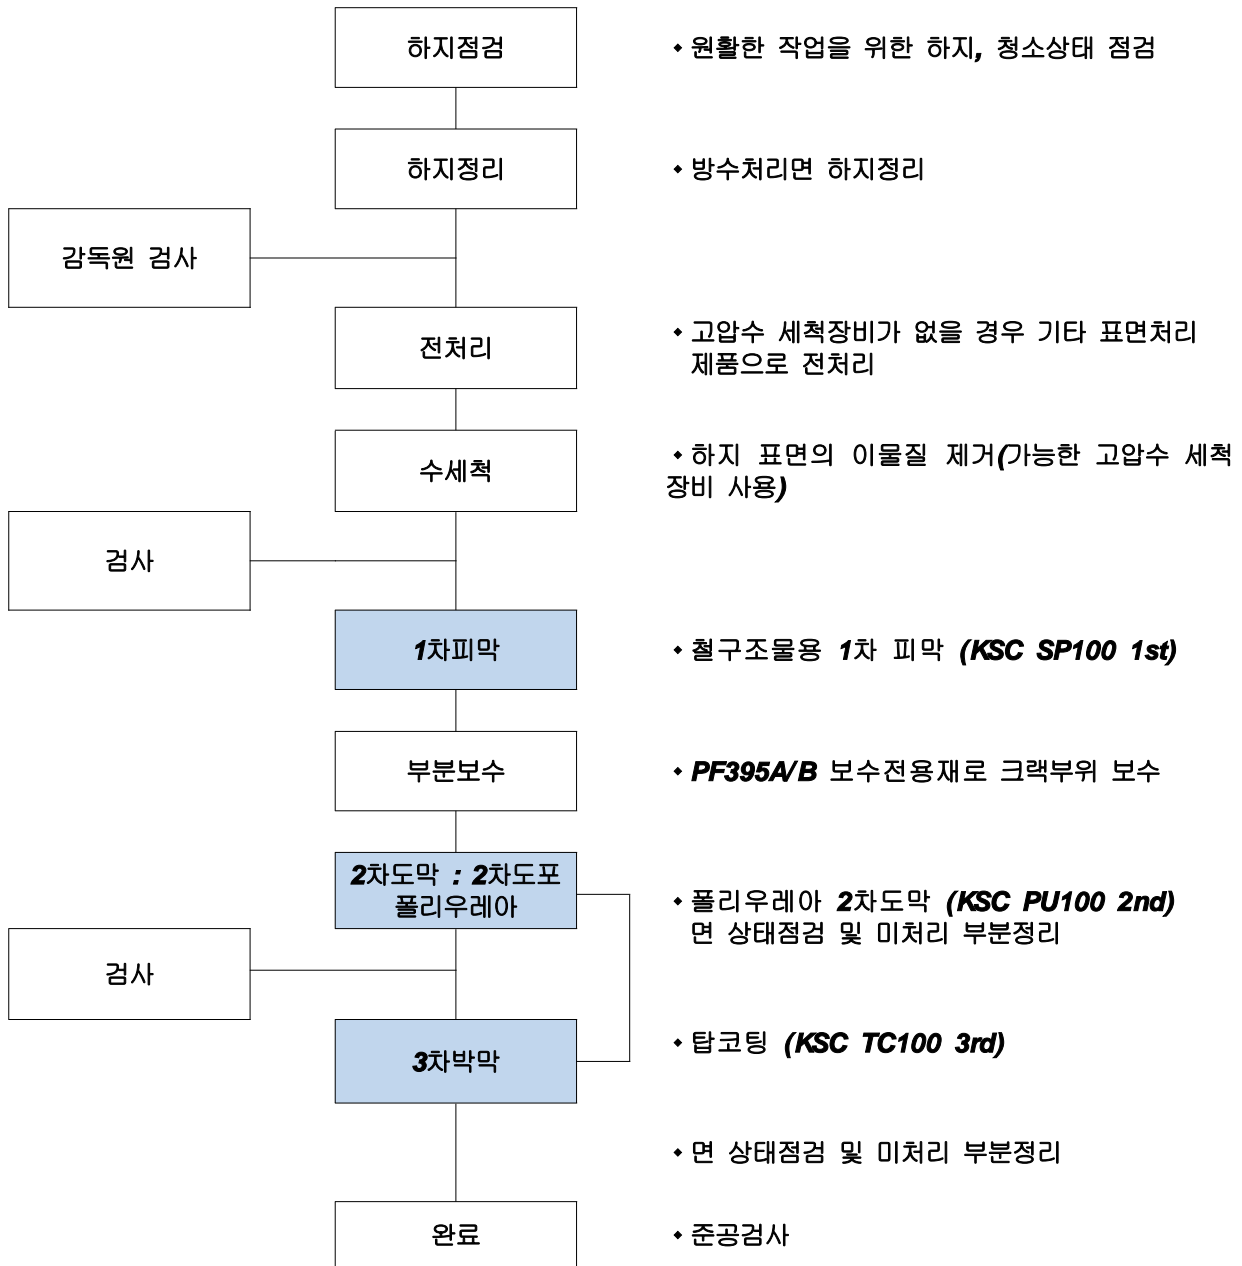 하지점검
◆ 원활한 작업을 위한 하지, 청소상태 점검
하지정리
◆ 방수처리면 하지정리
감독원 검사
전처리
◆ 고압수 세척장비가 없을 경우 기타 표면처리
제품으로 전처리
수세척
◆ 하지 표면의 이물질 제거(가능한 고압수 세척
장비 사용)
검사
1차피막
◆ 철구조물용 1차 피막 (KSC SP100 1st)
부분보수
◆ PF395A/B 보수전용재로 크랙부위 보수
2차도막 : 2차도포
폴리우레아
◆ 폴리우레아 2차도막 (KSC PU100 2nd)
면 상태점검 및 미처리 부분정리
검사
3차박막
◆ 탑코팅 (KSC TC100 3rd)
◆ 면 상태점검 및 미처리 부분정리
완료
◆ 준공검사